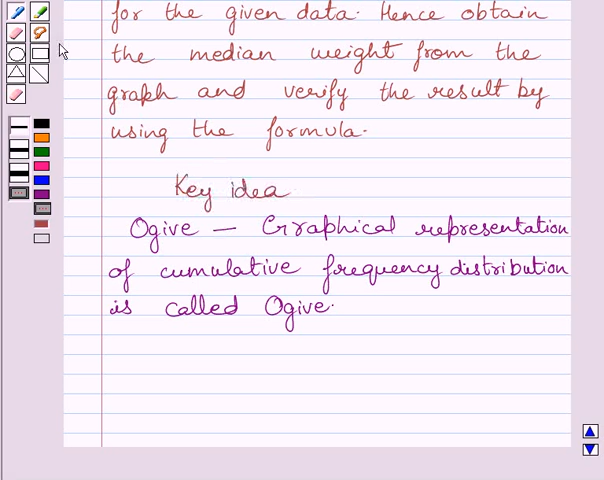 for the given data. Hence obtain
the median weight from the
graph and verify the result by
using the formula.
Key idea
Ogive – Graphical representation
of cumulative frequency distribution
is called Ogive.